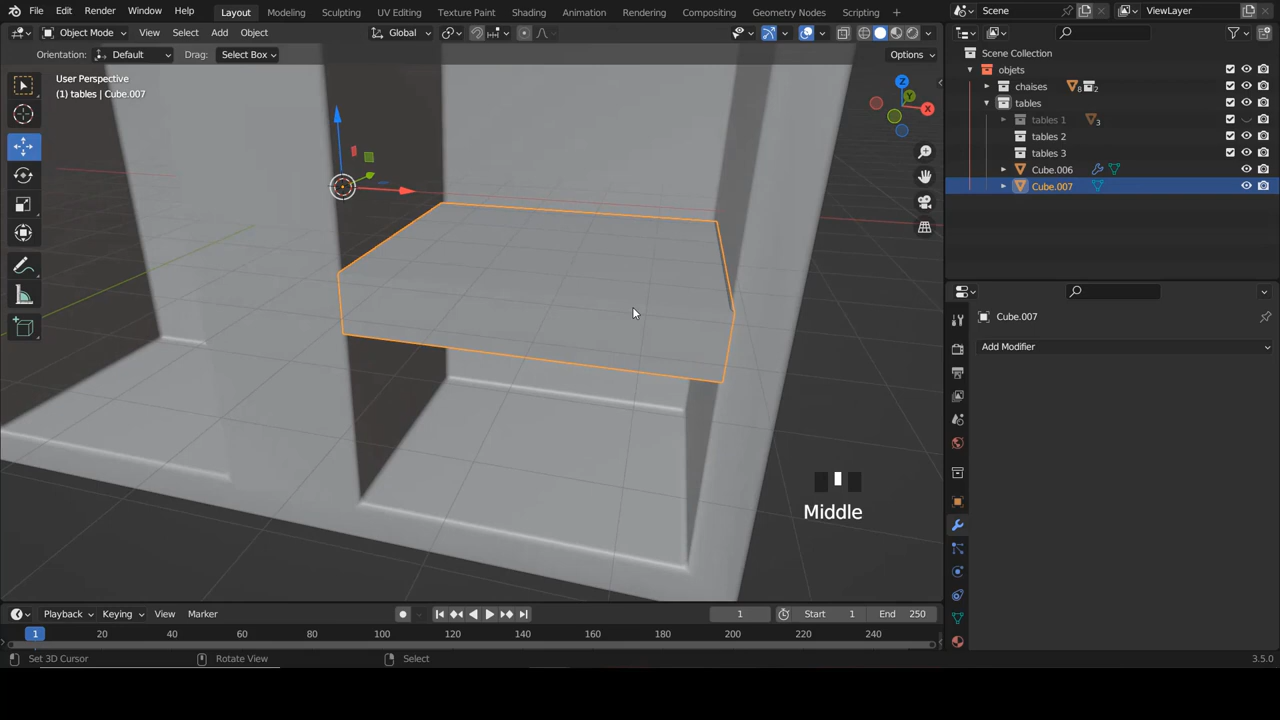 File Edit Render Window Help Layout Modeling Sculpting UV Editing Texture Paint Shading Animation Rendering Compositing Geometry Nodes Scripting + Scene ViewLayer
Object Mode View Select Add Object Global
Orientation: Default Drag: Select Box Options
User Perspective
(1) tables | Cube.007
Z
Y
X
Scene Collection
objets
chaises 8 2
tables
tables 1 3
tables 2
tables 3
Cube.006
Cube.007
Cube.007
Add Modifier
Middle
Playback Keying View Marker 1 Start 1 End 250
1 20 40 60 80 100 120 140 160 180 200 220 240
Set 3D Cursor Rotate View Select 3.5.0